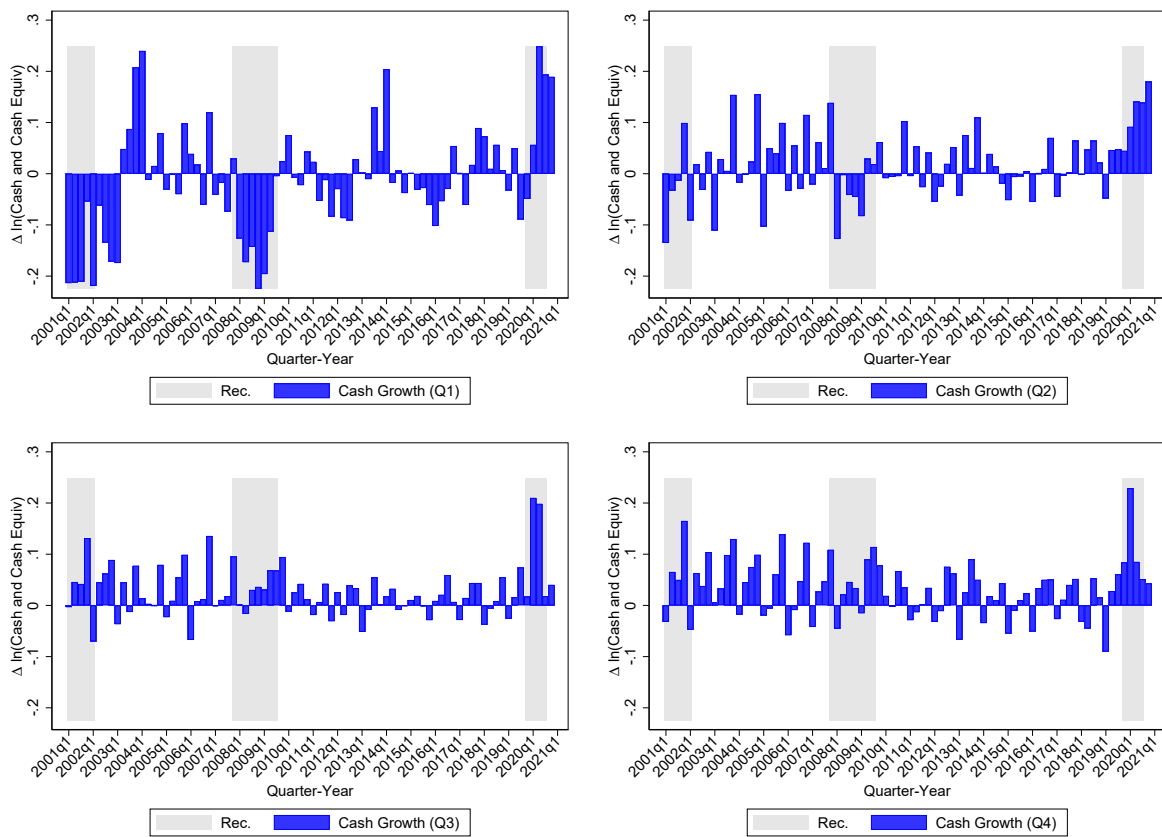 Δ ln(Cash and Cash Equiv)
.3
.2
.1
0
-.1
-.2
2001q1
2002q1
2003q1
2004q1
2005q1
2006q1
2007q1
2008q1
2009q1
2010q1
2011q1
2012q1
2013q1
2014q1
2015q1
2016q1
2017q1
2018q1
2019q1
2020q1
2021q1
Quarter-Year
Rec. Cash Growth (Q1)
Δ ln(Cash and Cash Equiv)
.3
.2
.1
0
-.1
-.2
2001q1
2002q1
2003q1
2004q1
2005q1
2006q1
2007q1
2008q1
2009q1
2010q1
2011q1
2012q1
2013q1
2014q1
2015q1
2016q1
2017q1
2018q1
2019q1
2020q1
2021q1
Quarter-Year
Rec. Cash Growth (Q2)
Δ ln(Cash and Cash Equiv)
.3
.2
.1
0
-.1
-.2
2001q1
2002q1
2003q1
2004q1
2005q1
2006q1
2007q1
2008q1
2009q1
2010q1
2011q1
2012q1
2013q1
2014q1
2015q1
2016q1
2017q1
2018q1
2019q1
2020q1
2021q1
Quarter-Year
Rec. Cash Growth (Q3)
Δ ln(Cash and Cash Equiv)
.3
.2
.1
0
-.1
-.2
2001q1
2002q1
2003q1
2004q1
2005q1
2006q1
2007q1
2008q1
2009q1
2010q1
2011q1
2012q1
2013q1
2014q1
2015q1
2016q1
2017q1
2018q1
2019q1
2020q1
2021q1
Quarter-Year
Rec. Cash Growth (Q4)